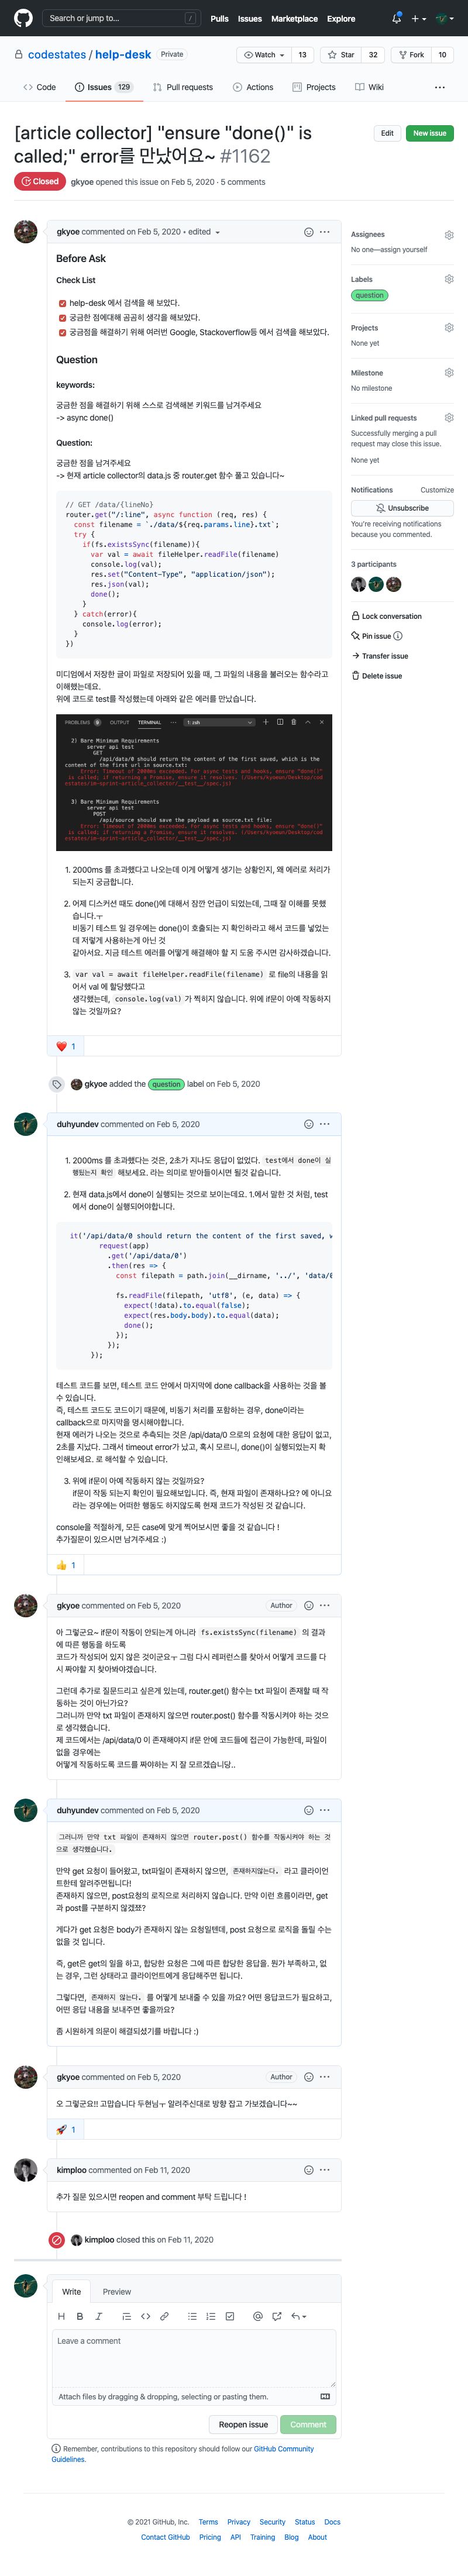 Search or jump to...
/
Pulls
Issues
Marketplace
Explore
codestates / help-desk
Private
Watch
13
Star
32
Fork
10
Code
Issues
129
Pull requests
Actions
Projects
Wiki
[article collector] "ensure "done()" is
called;" error를 만났어요~ #1162
Edit
New issue
Closed
gkyoe opened this issue on Feb 5, 2020 · 5 comments
gkyoe commented on Feb 5, 2020 • edited
Before Ask
Check List
help-desk 에서 검색을 해 보았다.
궁금한 점에대해 곰곰히 생각을 해보았다.
궁금점을 해결하기 위해 여러번 Google, Stackoverflow등 에서 검색을 해보았다.
Question
keywords:
궁금한 점을 해결하기 위해 스스로 검색해본 키워드를 남겨주세요
-> async done()
Question:
궁금한 점을 남겨주세요
-> 현재 article collector의 data.js 중 router.get 함수 풀고 있습니다~
// GET /data/{lineNo}
router.get("/:line", async function (req, res) {
const filename = `./data/${req.params.line}.txt`;
try {
if(fs.existsSync(filename)){
var val = await fileHelper.readFile(filename)
console.log(val);
res.set("Content-Type", "application/json");
res.json(val);
done();
}
} catch(error){
console.log(error);
}
})
미디엄에서 저장한 글이 파일로 저장되어 있을 때, 그 파일의 내용을 불러오는 함수라고
이해했는데요.
위에 코드로 test를 작성했는데 아래와 같은 에러를 만났습니다.
PROBLEMS
OUTPUT
TERMINAL
1: zsh
2) Bare Minimum Requirements
server api test
GET
/api/data/0 should return the content of the first saved, which is the
content of the first url in source.txt:
Error: Timeout of 2000ms exceeded. For async tests and hooks, ensure "done()"
is called; if returning a Promise, ensure it resolves.
3) Bare Minimum Requirements
server api test
POST
/api/source should save the payload as source.txt file:
Error: Timeout of 2000ms exceeded. For async tests and hooks, ensure "done()"
is called; if returning a Promise, ensure it resolves.
1. 2000ms 를 초과했다고 나오는데 이게 어떻게 생기는 상황인지, 왜 에러로 처리가
되는지 궁금합니다.
2. 어제 디스커션 때도 done()에 대해서 잠깐 언급이 되었는데, 그때 잘 이해를 못했
습니다.ㅜ
비동기 테스트 일 경우에는 done()이 호출되는 지 확인하라고 해서 코드를 넣었는
데 저렇게 사용하는게 아닌 것
같아서요. 지금 테스트 에러를 어떻게 해결해야 할 지 도움 주시면 감사하겠습니다.
3. var val = await fileHelper.readFile(filename) 로 file의 내용을 읽
어서 val 에 할당했다고
생각했는데, console.log(val)가 찍히지 않습니다. 위에 if문이 아예 작동하지
않는 것일까요?
1
gkyoe added the question label on Feb 5, 2020
duhyundev commented on Feb 5, 2020
1. 2000ms 를 초과했다는 것은, 2초가 지나도 응답이 없었다. test에서 done이 실
행됐는지 확인 해보세요. 라는 의미로 받아들이시면 될것 같습니다.
2. 현재 data.js에서 done이 실행되는 것으로 보이는데요. 1.에서 말한 것 처럼, test
에서 done이 실행되어야합니다.
it('/api/data/0 should return the content of the first saved, w
request(app)
.get('/api/data/0')
.then(res => {
const filepath = path.join(__dirname, '../', 'data/0
fs.readFile(filepath, 'utf8', (e, data) => {
expect(!data).to.equal(false);
expect(res.body.body).to.equal(data);
done();
});
});
});
테스트 코드를 보면, 테스트 코드 안에서 마지막에 done callback을 사용하는 것을 볼
수 있습니다.
즉, 테스트 코드도 코드이기 때문에, 비동기 처리를 포함하는 경우, done이라는
callback으로 마지막을 명시해야합니다.
현재 에러가 나오는 것으로 추측되는 것은 /api/data/0 으로의 요청에 대한 응답이 없고,
2초를 지났다. 그래서 timeout error가 났고, 혹시 모르니, done()이 실행되었는지 확
인해보세요. 로 해석할 수 있습니다.
3. 위에 if문이 아예 작동하지 않는 것일까요?
if문이 작동 되는지 확인이 필요해보입니다. 즉, 현재 파일이 존재하나요? 에 아니요
라는 경우에는 어떠한 행동도 하지않도록 현재 코드가 작성된 것 같습니다.
console을 적절하게, 모든 case에 맞게 찍어보시면 좋을 것 같습니다 !
추가질문이 있으시면 남겨주세요 :)
1
gkyoe commented on Feb 5, 2020
Author
아 그렇군요~ if문이 작동이 안되는게 아니라 fs.existsSync(filename) 의 결과
에 따른 행동을 하도록
코드가 작성되어 있지 않은 것이군요ㅜ 그럼 다시 레퍼런스를 찾아서 어떻게 코드를 다
시 짜야할 지 찾아봐야겠습니다.
그런데 추가로 질문드리고 싶은게 있는데, router.get() 함수는 txt 파일이 존재할 때 작
동하는 것이 아닌가요?
그러니까 만약 txt 파일이 존재하지 않으면 router.post() 함수를 작동시켜야 하는 것으
로 생각했습니다.
제 코드에서는 /api/data/0 이 존재해야지 if문 안에 코드들에 접근이 가능한데, 파일이
없을 경우에는
어떻게 작동하도록 코드를 짜야하는 지 잘 모르겠습니당..
duhyundev commented on Feb 5, 2020
그러니까 만약 txt 파일이 존재하지 않으면 router.post() 함수를 작동시켜야 하는 것
으로 생각했습니다.
만약 get 요청이 들어왔고, txt파일이 존재하지 않으면, 존재하지않는다. 라고 클라이언
트한테 알려주면됩니다!
존재하지 않으면, post요청의 로직으로 처리하지 않습니다. 만약 이런 흐름이라면, get
과 post를 구분하지 않겠죠?
게다가 get 요청은 body가 존재하지 않는 요청일텐데, post 요청으로 로직을 돌릴 수는
없을 것 입니다.
즉, get은 get의 일을 하고, 합당한 요청은 그에 따른 합당한 응답을. 뭔가 부족하고, 없
는 경우, 그런 상태라고 클라이언트에게 응답해주면 됩니다.
그렇다면, 존재하지 않는다. 를 어떻게 보내줄 수 있을 까요? 어떤 응답코드가 필요하고,
어떤 응답 내용을 보내주면 좋을까요?
좀 시원하게 의문이 해결되셨기를 바랍니다 :)
gkyoe commented on Feb 5, 2020
Author
오 그렇군요!! 고맙습니다 두현님ㅜ 알려주신대로 방향 잡고 가보겠습니다~~
1
kimploo commented on Feb 11, 2020
추가 질문 있으시면 reopen and comment 부탁 드립니다 !
kimploo closed this on Feb 11, 2020
Write
Preview
Leave a comment
Attach files by dragging & dropping, selecting or pasting them.
Reopen issue
Comment
Remember, contributions to this repository should follow our GitHub Community
Guidelines.
Assignees
No one—assign yourself
Labels
question
Projects
None yet
Milestone
No milestone
Linked pull requests
Successfully merging a pull
request may close this issue.
None yet
Notifications
Customize
Unsubscribe
You're receiving notifications
because you commented.
3 participants
Lock conversation
Pin issue
Transfer issue
Delete issue
© 2021 GitHub, Inc.
Terms
Privacy
Security
Status
Docs
Contact GitHub
Pricing
API
Training
Blog
About